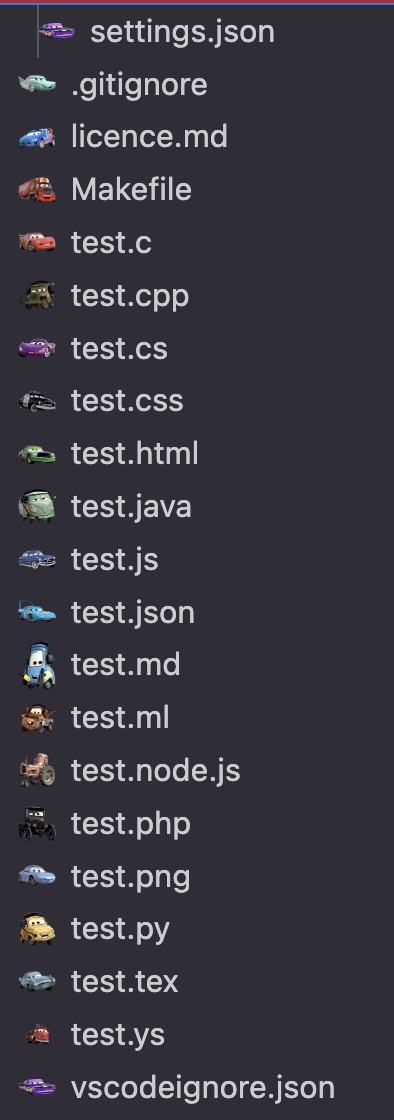 settings.json
.gitignore
licence.md
Makefile
test.c
test.cpp
test.cs
test.css
test.html
test.java
test.js
test.json
test.md
test.ml
test.node.js
test.php
test.png
test.py
test.tex
test.ys
vscodeignore.json